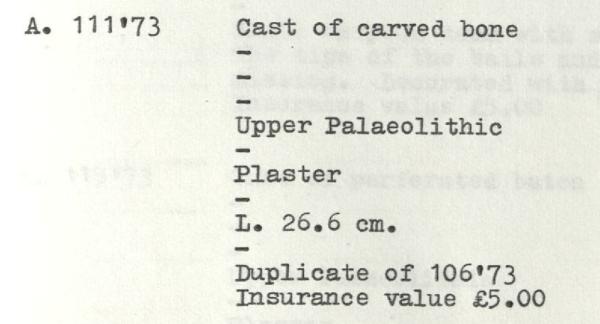 A. 111'73 Cast of carved bone
–
–
–
Upper Palaeolithic
–
Plaster
–
L. 26.6 cm.
–
Duplicate of 106'73
Insurance value £5.00